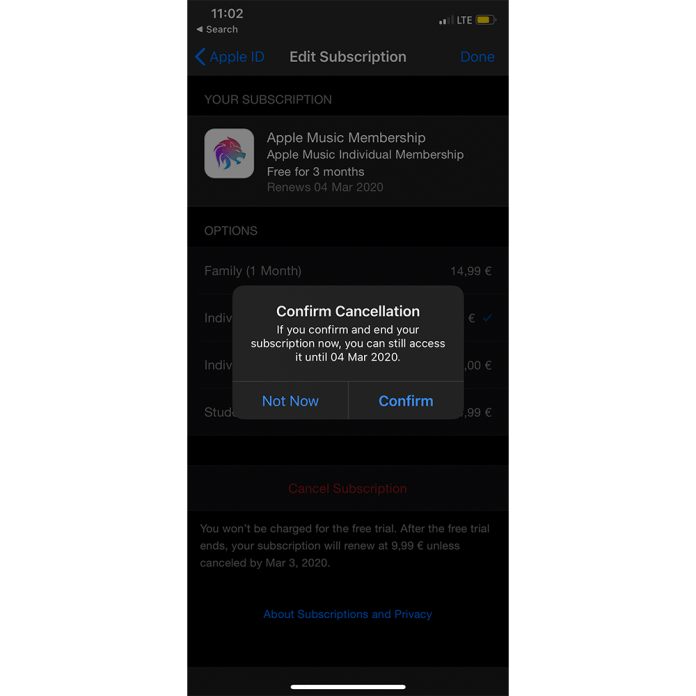 11:02
LTE
◀ Search
Apple ID
Edit Subscription
Done
YOUR SUBSCRIPTION
Apple Music Membership
Apple Music Individual Membership
Free for 3 months
Renews 04 Mar 2020
OPTIONS
Family (1 Month)
14,99 €
Indiv
€
Confirm Cancellation
If you confirm and end your
subscription now, you can still access
it until 04 Mar 2020.
Indiv
,00 €
Not Now
Confirm
Stude
,99 €
Cancel Subscription
You won't be charged for the free trial. After the free trial
ends, your subscription will renew at 9,99 € unless
canceled by Mar 3, 2020.
About Subscriptions and Privacy